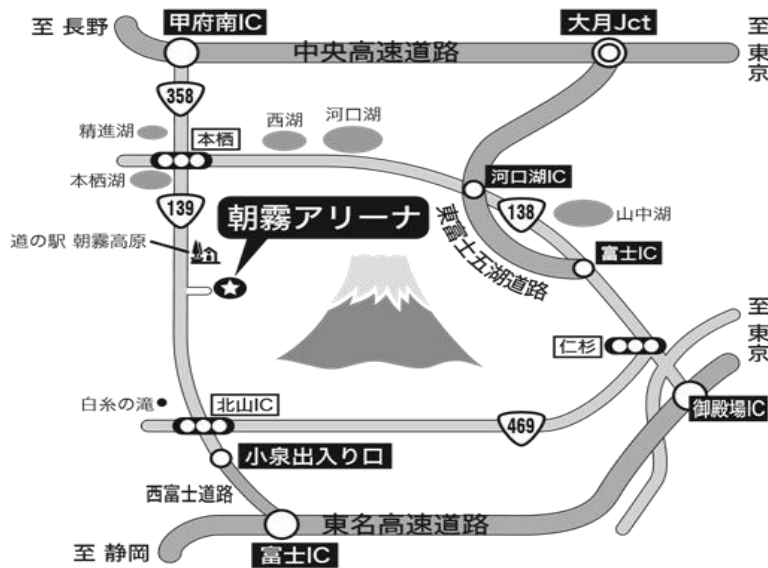 至 長野
甲府南IC
中央高速道路
大月Jct
至東京
358
精進湖
本栖
西湖
河口湖
本栖湖
139
河口湖IC
138
山中湖
朝霧アリーナ
道の駅 朝霧高原
東富士五湖道路
富士IC
至東京
仁杉
白糸の滝
北山IC
469
御殿場IC
小泉出入り口
西富士道路
東名高速道路
至 静岡
富士IC